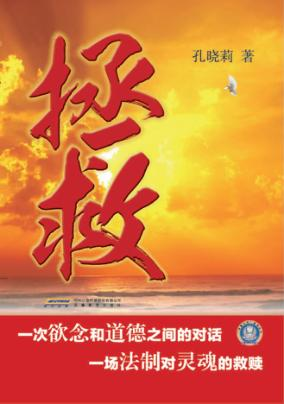 孔晓莉 著
拯救
一次欲念和道德之间的对话
一场法制对灵魂的救赎